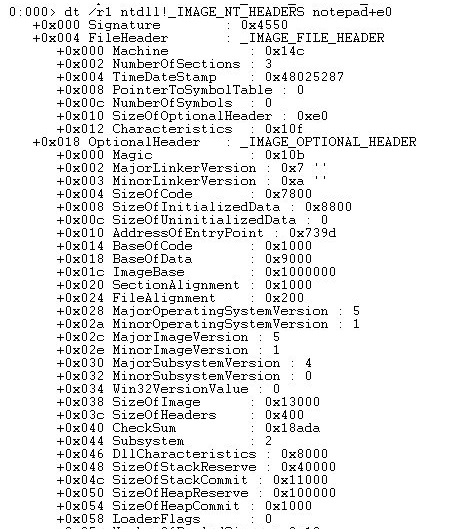 0:000> dt /r1 ntdll!_IMAGE_NT_HEADERS notepad+e0
+0x000 Signature : 0x4550
+0x004 FileHeader : _IMAGE_FILE_HEADER
+0x000 Machine : 0x14c
+0x002 NumberOfSections : 3
+0x004 TimeDateStamp : 0x48025287
+0x008 PointerToSymbolTable : 0
+0x00c NumberOfSymbols : 0
+0x010 SizeOfOptionalHeader : 0xe0
+0x012 Characteristics : 0x10f
+0x018 OptionalHeader : _IMAGE_OPTIONAL_HEADER
+0x000 Magic : 0x10b
+0x002 MajorLinkerVersion : 0x7 ''
+0x003 MinorLinkerVersion : 0xa ''
+0x004 SizeOfCode : 0x7800
+0x008 SizeOfInitializedData : 0x8800
+0x00c SizeOfUninitializedData : 0
+0x010 AddressOfEntryPoint : 0x739d
+0x014 BaseOfCode : 0x1000
+0x018 BaseOfData : 0x9000
+0x01c ImageBase : 0x1000000
+0x020 SectionAlignment : 0x1000
+0x024 FileAlignment : 0x200
+0x028 MajorOperatingSystemVersion : 5
+0x02a MinorOperatingSystemVersion : 1
+0x02c MajorImageVersion : 5
+0x02e MinorImageVersion : 1
+0x030 MajorSubsystemVersion : 4
+0x032 MinorSubsystemVersion : 0
+0x034 Win32VersionValue : 0
+0x038 SizeOfImage : 0x13000
+0x03c SizeOfHeaders : 0x400
+0x040 CheckSum : 0x18ada
+0x044 Subsystem : 2
+0x046 DllCharacteristics : 0x8000
+0x048 SizeOfStackReserve : 0x40000
+0x04c SizeOfStackCommit : 0x11000
+0x050 SizeOfHeapReserve : 0x100000
+0x054 SizeOfHeapCommit : 0x1000
+0x058 LoaderFlags : 0